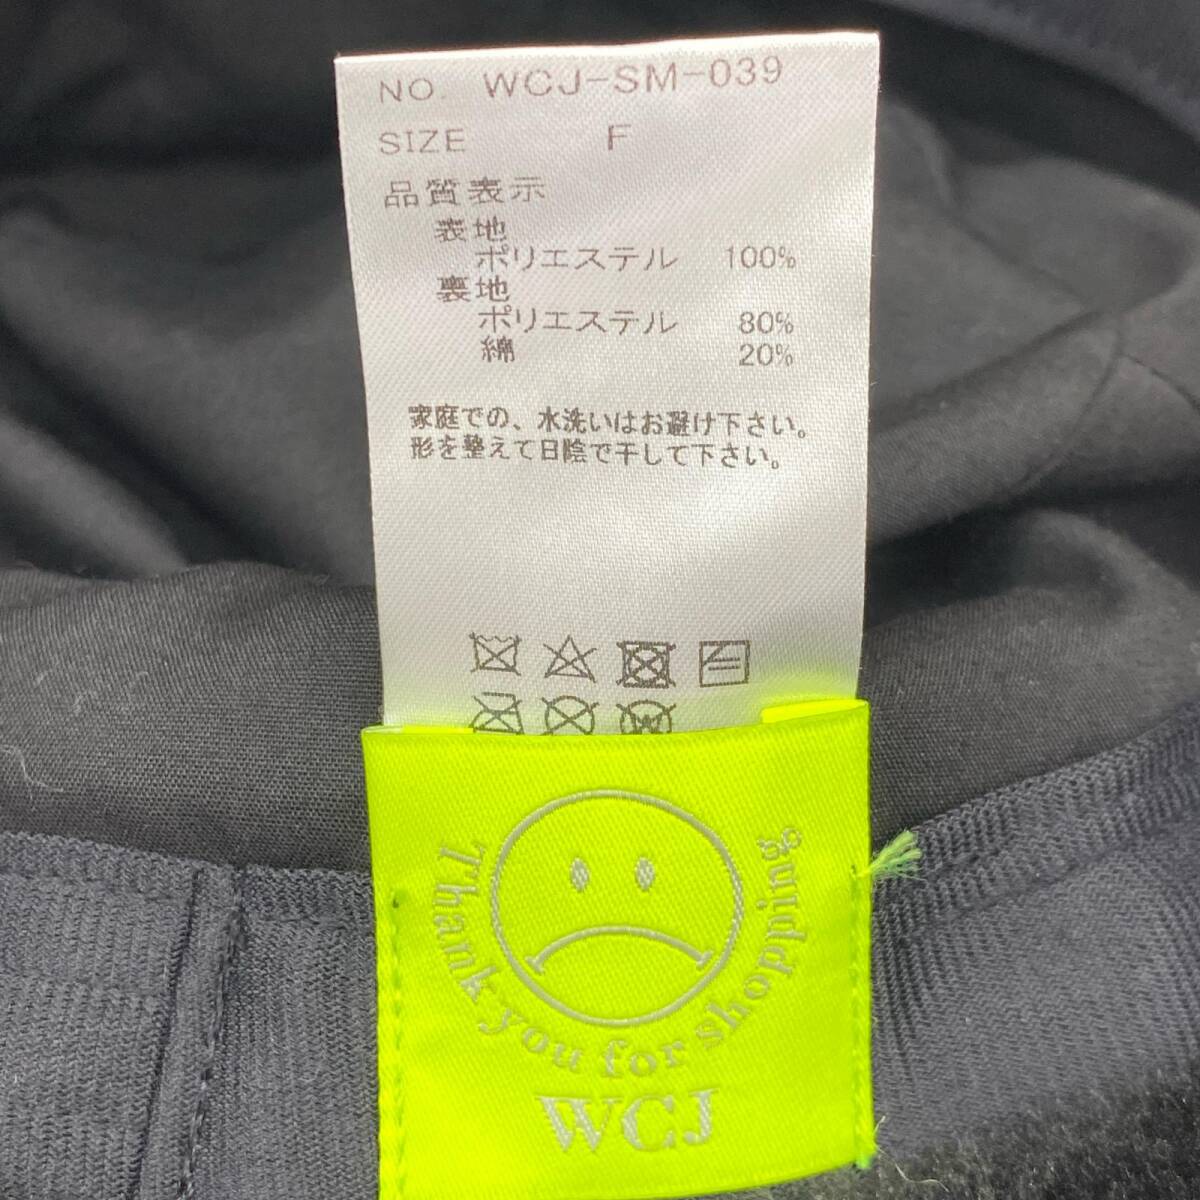 NO. WCJ-SM-039
SIZE F
品質表示
表地
ポリエステル 100%
裏地
ポリエステル 80%
綿 20%
家庭での、水洗いはお避け下さい。
形を整えて日陰で干して下さい。
Thank you for shopping
WCJ